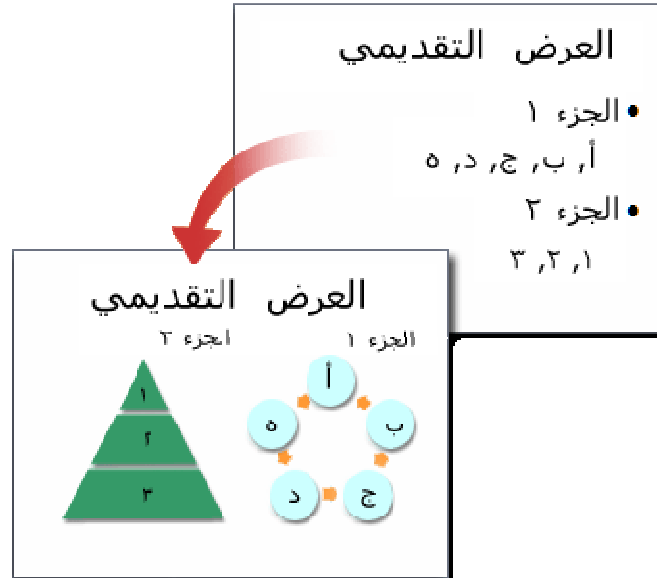 العرض التقديمي
• الجزء ١
أ, ب, ج, د, ه
• الجزء ٢
١, ٢, ٣
العرض التقديمي
الجزء ١ الجزء ٢
أ
ب
ج
د
ه
١
٢
٣